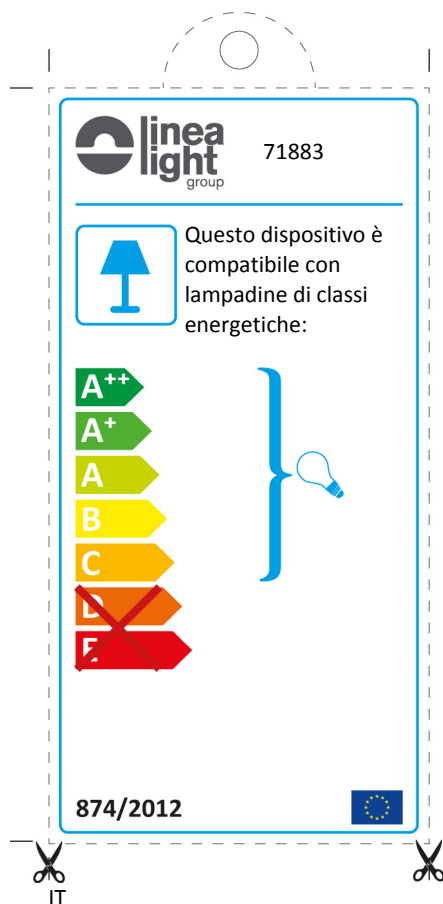 linea
light
group
71883
Questo dispositivo è
compatibile con
lampadine di classi
energetiche:
A++
A+
A
B
C
D
E
874/2012
IT